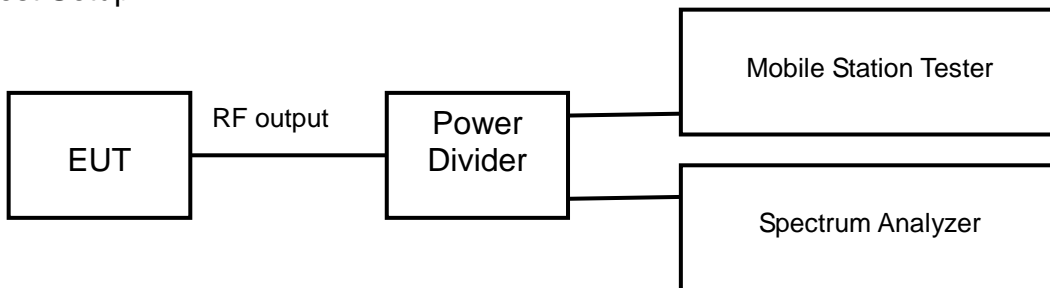 Mobile Station Tester
RF output
Power
Divider
EUT
Spectrum Analyzer